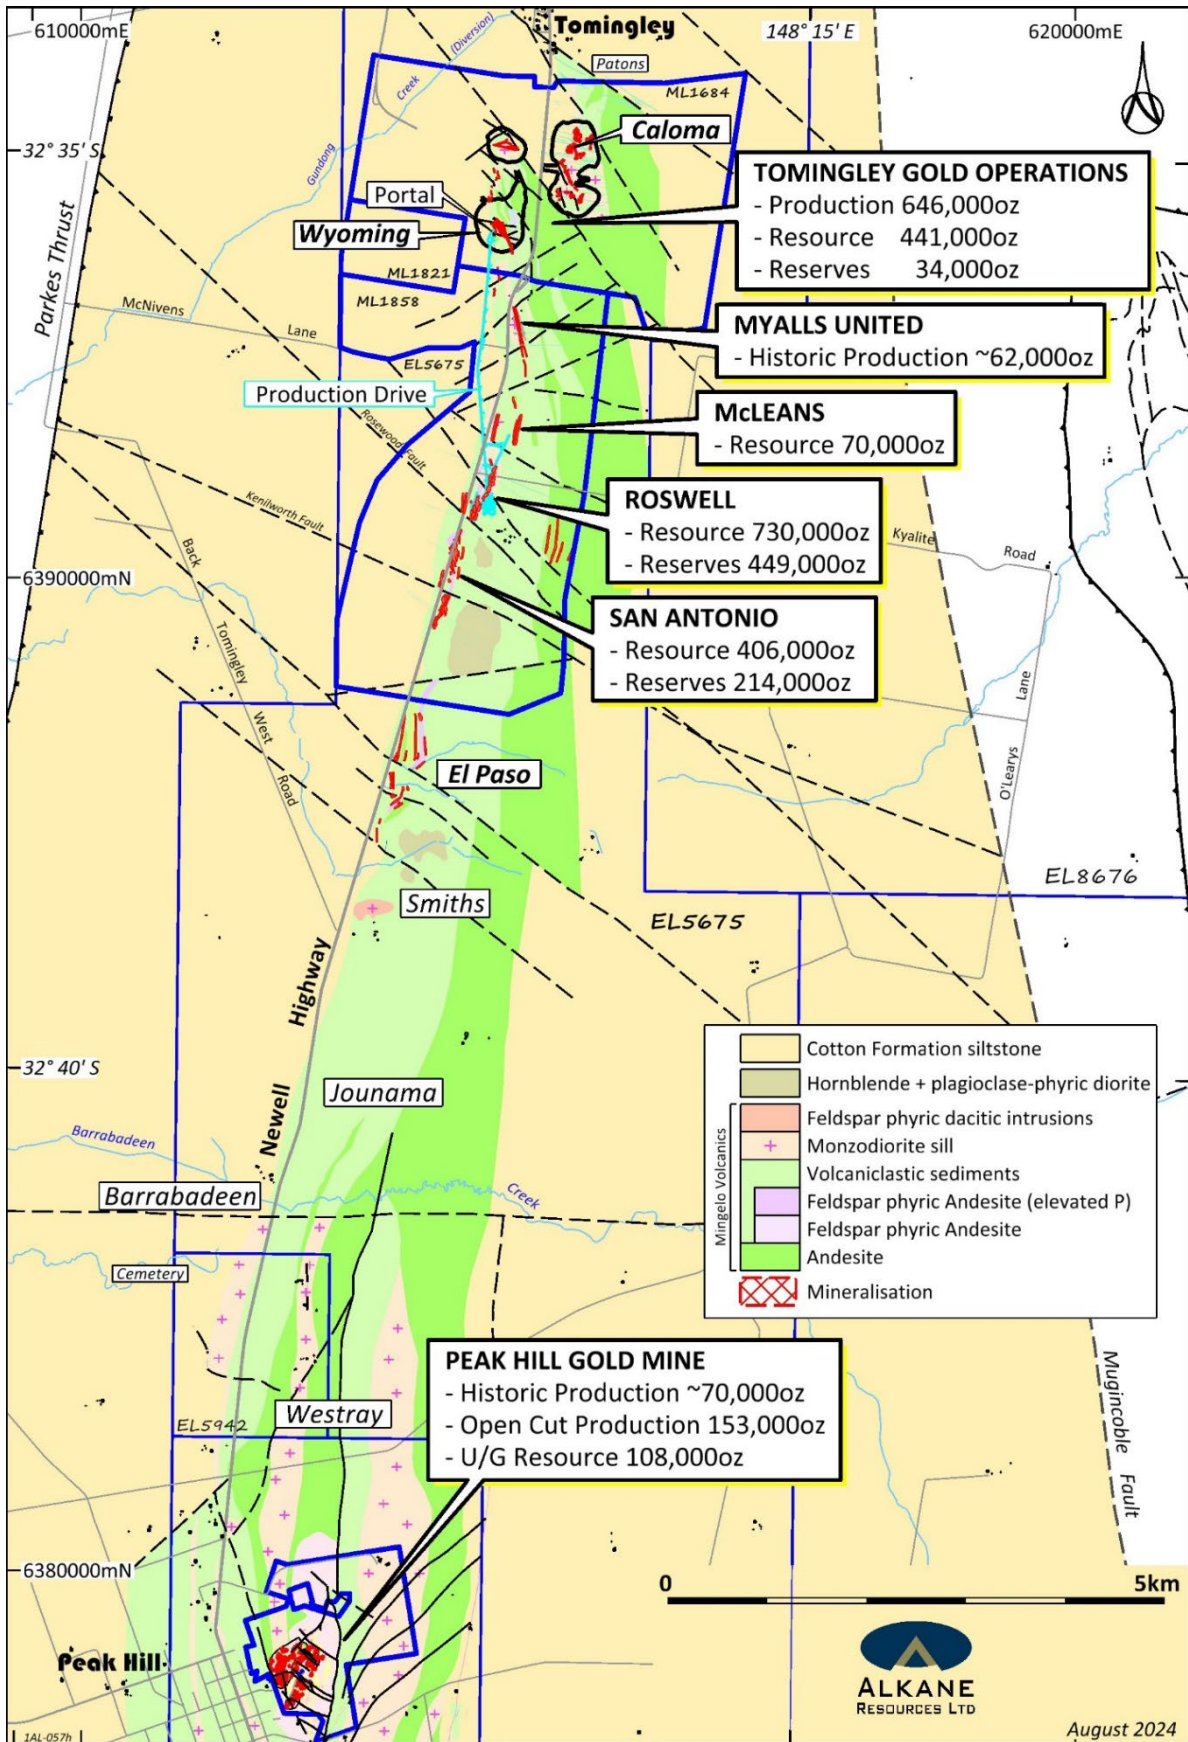 610000mE
Tomingley
148° 15' E
620000mE
(Diversion)
Creek
Gundong
Patons
ML1684
32° 35' S
Caloma
TOMINGLEY GOLD OPERATIONS
- Production 646,000oz
- Resource 441,000oz
- Reserves 34,000oz
Portal
Wyoming
Parkes Thrust
ML1821
ML1858
McNivens
Lane
MYALLS UNITED
- Historic Production ~62,000oz
EL5675
Production Drive
Rosewood Fault
McLEANS
- Resource 70,000oz
Kenilworth Fault
ROSWELL
- Resource 730,000oz
- Reserves 449,000oz
Kyalite
Road
Back
Tomingley
West
Road
6390000mN
SAN ANTONIO
- Resource 406,000oz
- Reserves 214,000oz
Lane
O'Learys
El Paso
EL8676
Smiths
EL5675
Highway
Newell
32° 40' S
Jounama
Barrabadeen
Barrabadeen
Creek
Cemetery
Cotton Formation siltstone
Hornblende + plagioclase-phyric diorite
Mingelo Volcanics
Feldspar phyric dacitic intrusions
Monzodiorite sill
Volcaniclastic sediments
Feldspar phyric Andesite (elevated P)
Feldspar phyric Andesite
Andesite
Mineralisation
PEAK HILL GOLD MINE
- Historic Production ~70,000oz
- Open Cut Production 153,000oz
- U/G Resource 108,000oz
Westray
EL5942
Mugincoble Fault
6380000mN
0
5km
Peak Hill
ALKANE
RESOURCES LTD
1AL-057h
August 2024